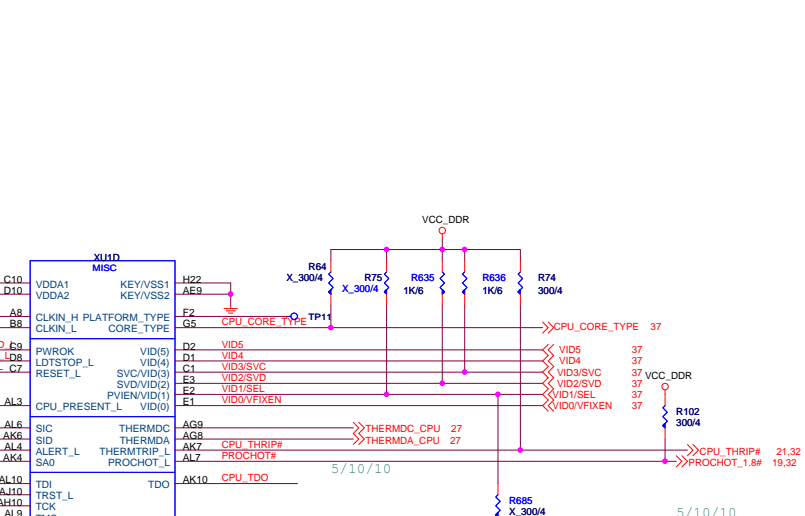 VCC_DDR
XU1D
MISC
R64
X_300/4
R75
X_300/4
R635
1K/6
R636
1K/6
R74
300/4
C10 VDDA1 KEY/VSS1 H22
D10 VDDA2 KEY/VSS2 AE9
A8 CLKIN_H PLATFORM_TYPE F2 TP11
B8 CLKIN_L CORE_TYPE G5 CPU_CORE_TYPE CPU_CORE_TYPE 37
C9 PWROK VID(5) D2 VID5 VID5 37
D8 LDTSTOP_L VID(4) D1 VID4 VID4 37
C7 RESET_L SVC/VID(3) C1 VID3/SVC VID3/SVC 37
SVD/VID(2) E3 VID2/SVD VID2/SVD 37
PVIEN/VID(1) E2 VID1/SEL VID1/SEL 37
AL3 CPU_PRESENT_L VID(0) E1 VID0/VFIXEN VID0/VFIXEN 37
VCC_DDR
R102
300/4
AL6 SIC THERMDC AG9 THERMDC_CPU 27
AK6 SID THERMDA AG8 THERMDA_CPU 27
AL4 ALERT_L THERMTRIP_L AK7 CPU_THRIP# CPU_THRIP# 21,32
AK4 SA0 PROCHOT_L AL7 PROCHOT# PROCHOT_1.8# 19,32
5/10/10
AL10 TDI TDO AK10 CPU_TDO
AJ10 TRST_L
AH10 TCK
AL9 TMS
R685
X_300/4
5/10/10